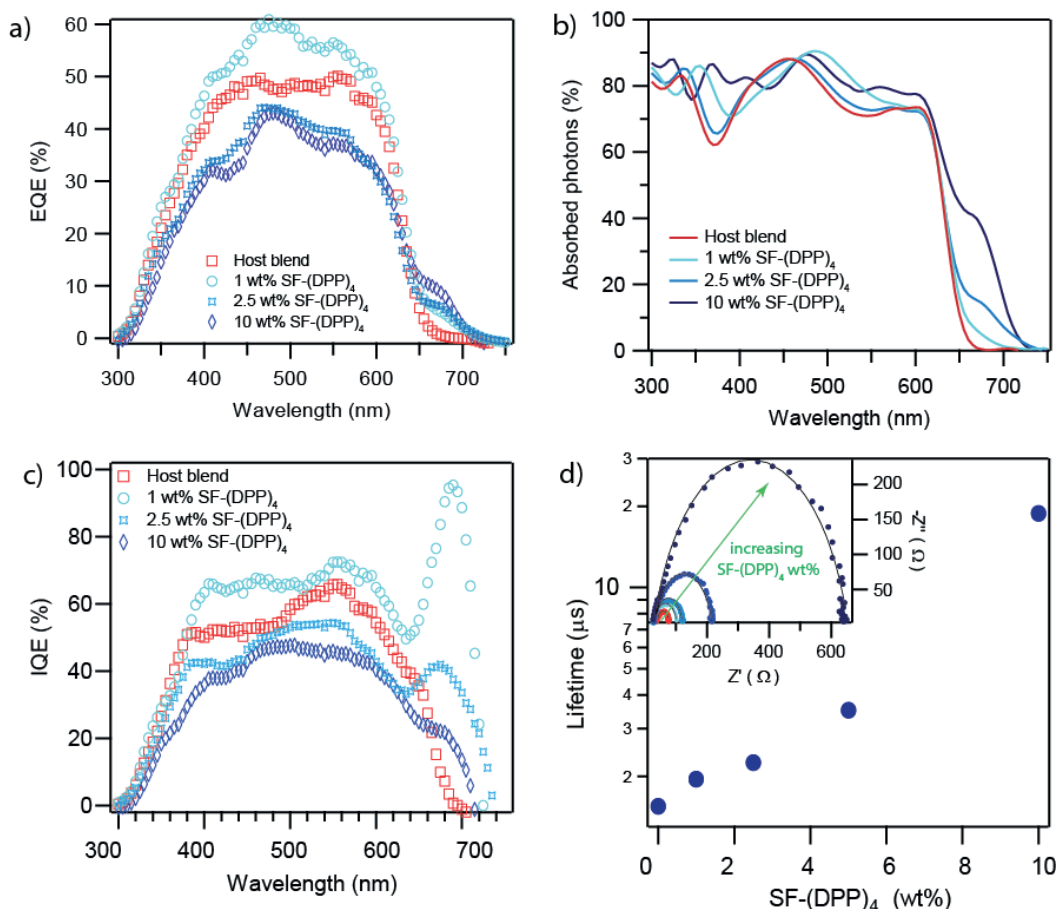 a)
EQE (%)
60
50
40
30
20
10
0
Host blend
1 wt% SF-(DPP)₄
2.5 wt% SF-(DPP)₄
10 wt% SF-(DPP)₄
300 400 500 600 700
Wavelength (nm)
b)
Absorbed photons (%)
100
80
60
40
20
0
Host blend
1 wt% SF-(DPP)₄
2.5 wt% SF-(DPP)₄
10 wt% SF-(DPP)₄
300 400 500 600 700
Wavelength (nm)
c)
IQE (%)
100
80
60
40
20
0
Host blend
1 wt% SF-(DPP)₄
2.5 wt% SF-(DPP)₄
10 wt% SF-(DPP)₄
300 400 500 600 700
Wavelength (nm)
d)
Lifetime (μs)
3
2
10
7
6
5
4
3
2
increasing
SF-(DPP)₄ wt%
200
150
100
50
-Z" (Ω)
200 400 600
Z' (Ω)
0 2 4 6 8 10
SF-(DPP)₄ (wt%)